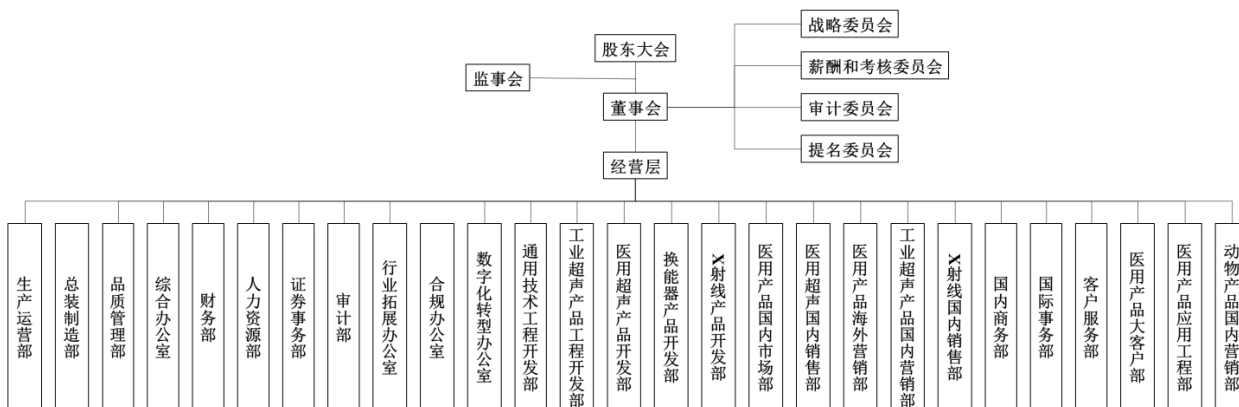 战略委员会
股东大会
薪酬和考核委员会
监事会
董事会
审计委员会
提名委员会
经营层
生产运营部
总装制造部
品质管理部
综合办公室
财务部
人力资源部
证券事务部
审计部
行业拓展办公室
合规办公室
数字化转型办公室
通用技术工程开发部
工业超声产品工程开发部
医用超声产品开发部
换能器产品开发部
X射线产品开发部
医用产品国内市场部
医用超声国内销售部
医用产品海外营销部
工业超声产品国内营销部
X射线国内销售部
国内商务部
国际事务部
客户服务部
医用产品大客户部
医用产品应用工程部
动物产品国内营销部